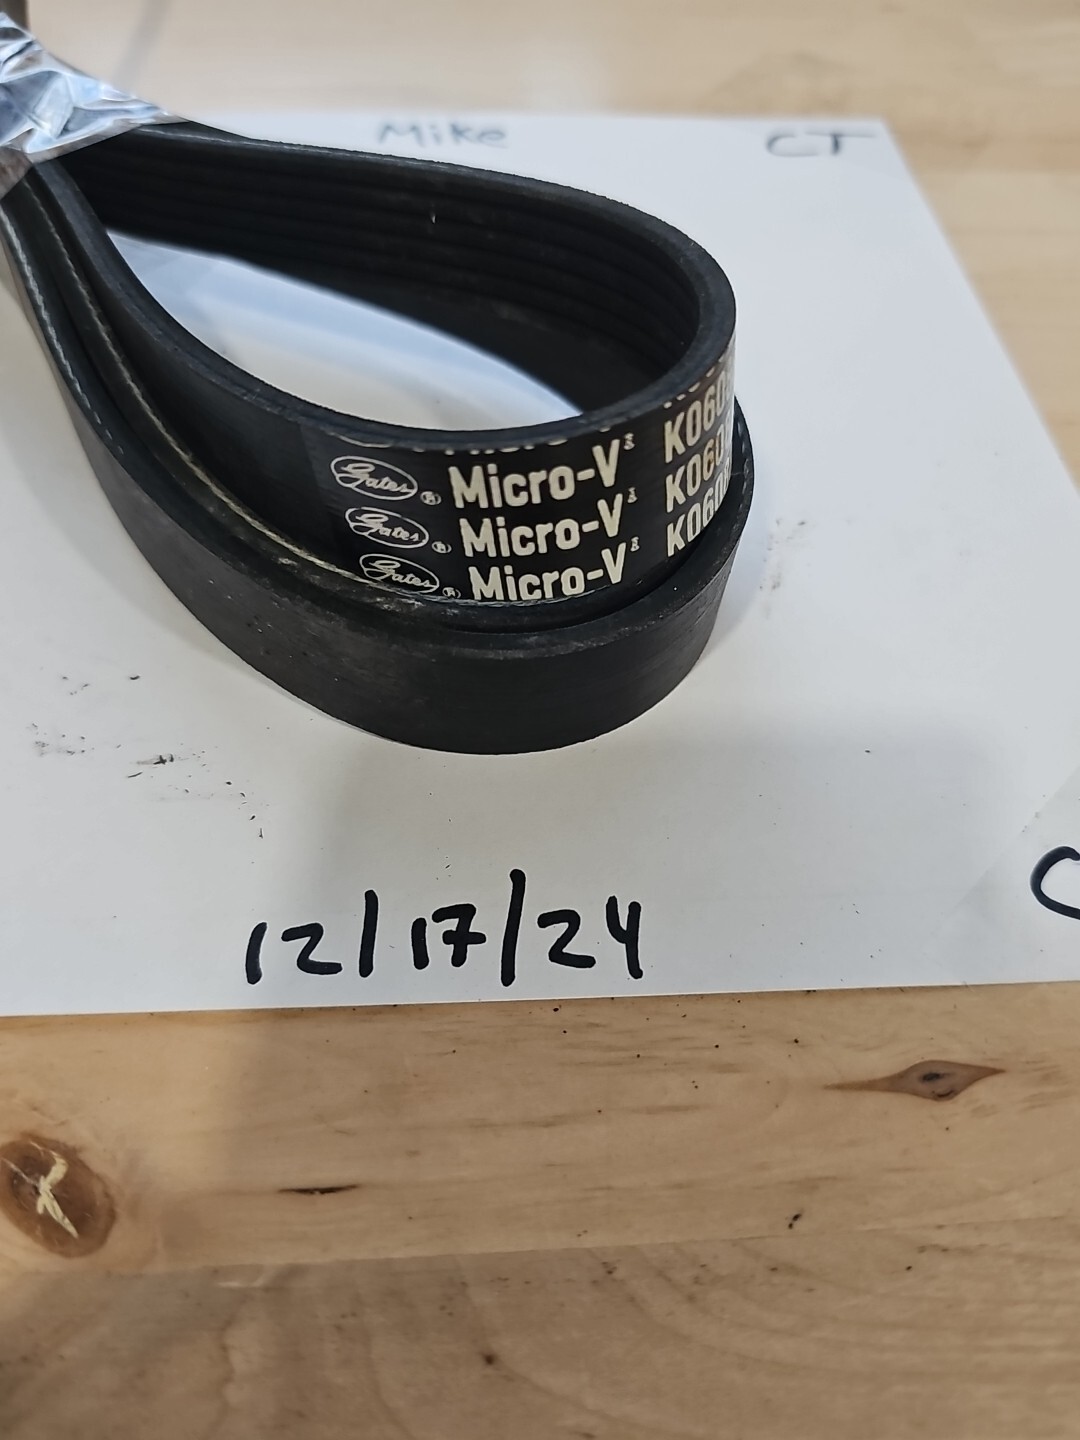 Mike CT
Gates ® Micro-V K060
Gates ® Micro-V K060
Gates ® Micro-V K060
12/17/24